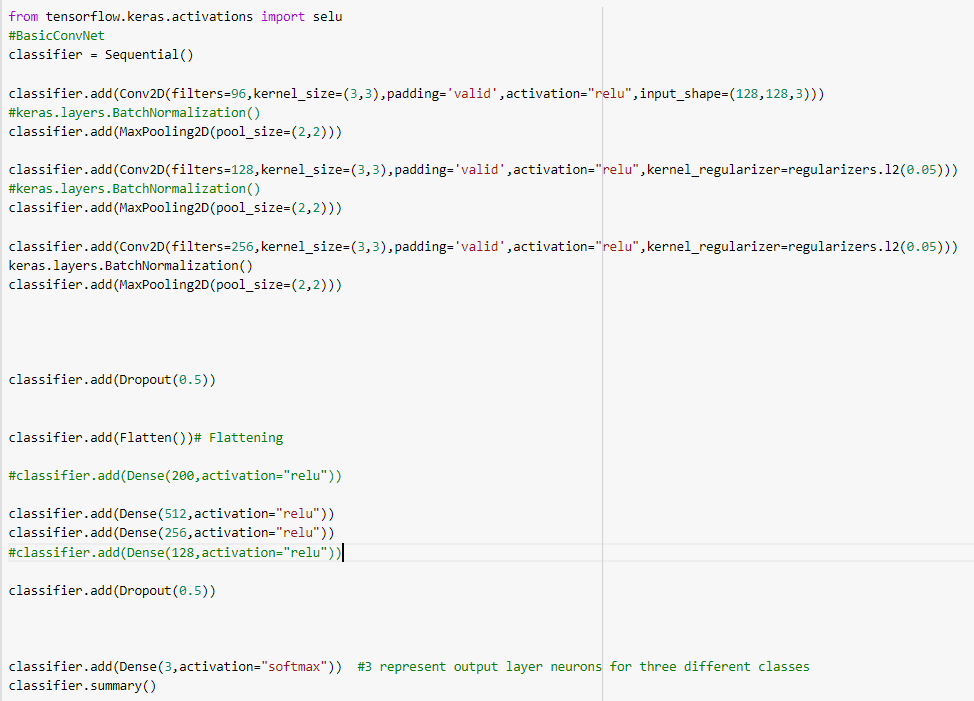 from tensorflow.keras.activations import selu
#BasicConvNet
classifier = Sequential()
classifier.add(Conv2D(filters=96,kernel_size=(3,3),padding='valid',activation="relu",input_shape=(128,128,3)))
#keras.layers.BatchNormalization()
classifier.add(MaxPooling2D(pool_size=(2,2)))
classifier.add(Conv2D(filters=128,kernel_size=(3,3),padding='valid',activation="relu",kernel_regularizer=regularizers.l2(0.05)))
#keras.layers.BatchNormalization()
classifier.add(MaxPooling2D(pool_size=(2,2)))
classifier.add(Conv2D(filters=256,kernel_size=(3,3),padding='valid',activation="relu",kernel_regularizer=regularizers.l2(0.05)))
keras.layers.BatchNormalization()
classifier.add(MaxPooling2D(pool_size=(2,2)))
classifier.add(Dropout(0.5))
classifier.add(Flatten())# Flattening
#classifier.add(Dense(200,activation="relu"))
classifier.add(Dense(512,activation="relu"))
classifier.add(Dense(256,activation="relu"))
#classifier.add(Dense(128,activation="relu"))
classifier.add(Dropout(0.5))
classifier.add(Dense(3,activation="softmax"))  #3 represent output layer neurons for three different classes
classifier.summary()